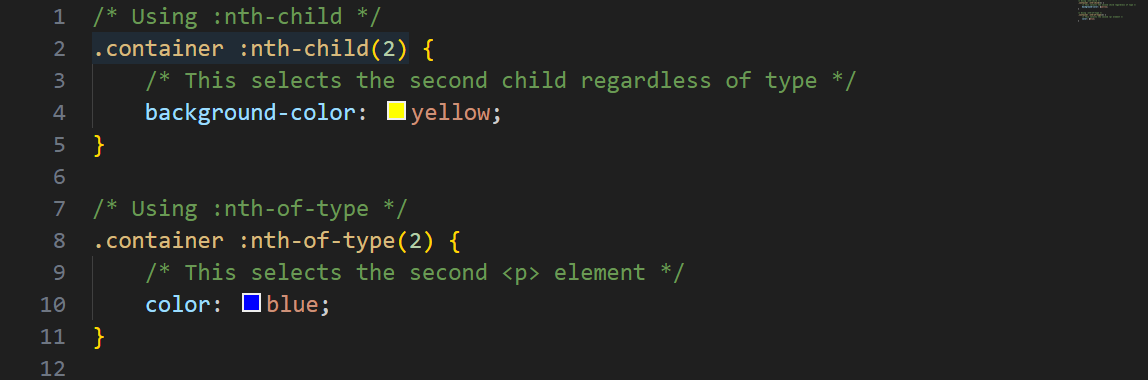 1 /* Using :nth-child */
2 .container :nth-child(2) {
3     /* This selects the second child regardless of type */
4     background-color: yellow;
5 }
6
7 /* Using :nth-of-type */
8 .container :nth-of-type(2) {
9     /* This selects the second <p> element */
10     color: blue;
11 }
12